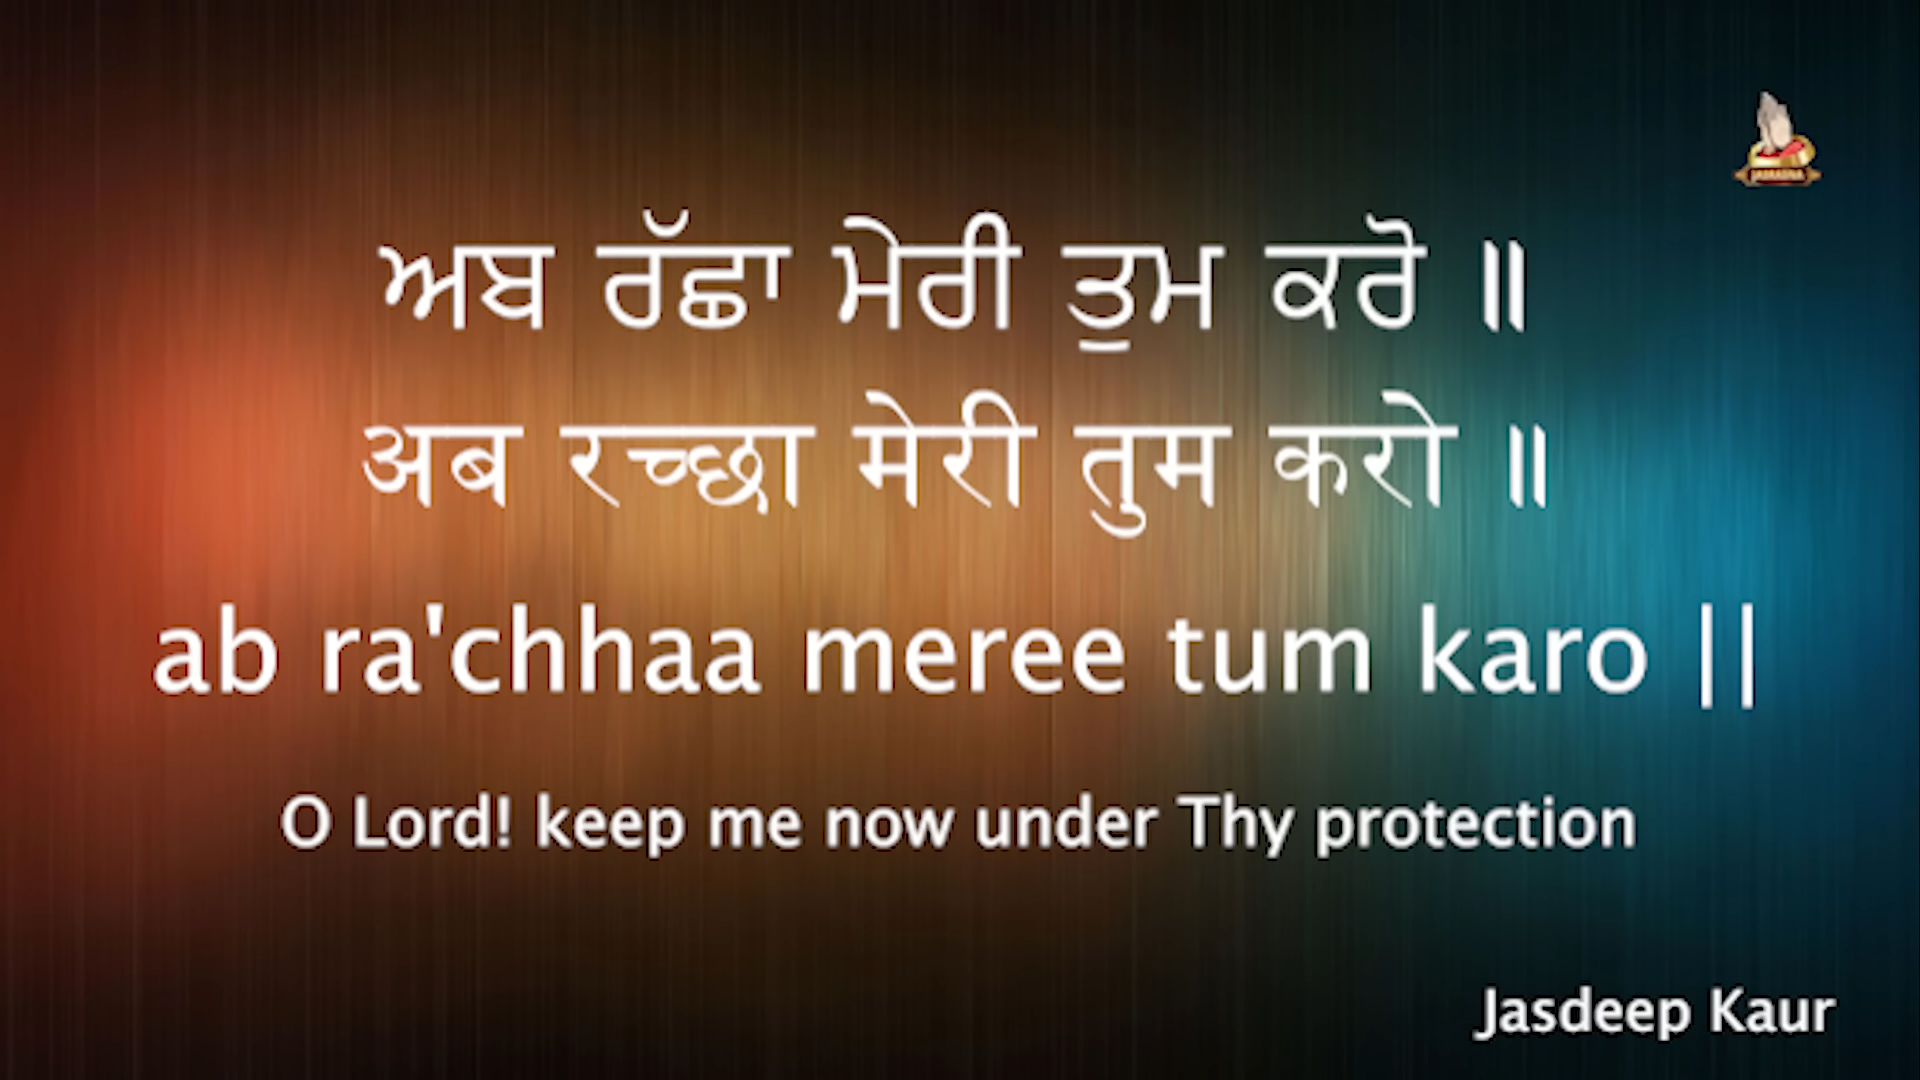 ਅਬ ਰੱਛਾ ਮੇਰੀ ਤੁਮ ਕਰੋ ॥
अब रच्छा मेरी तुम करो ॥
ab ra'chhaa meree tum karo ||
O Lord! keep me now under Thy protection
Jasdeep Kaur